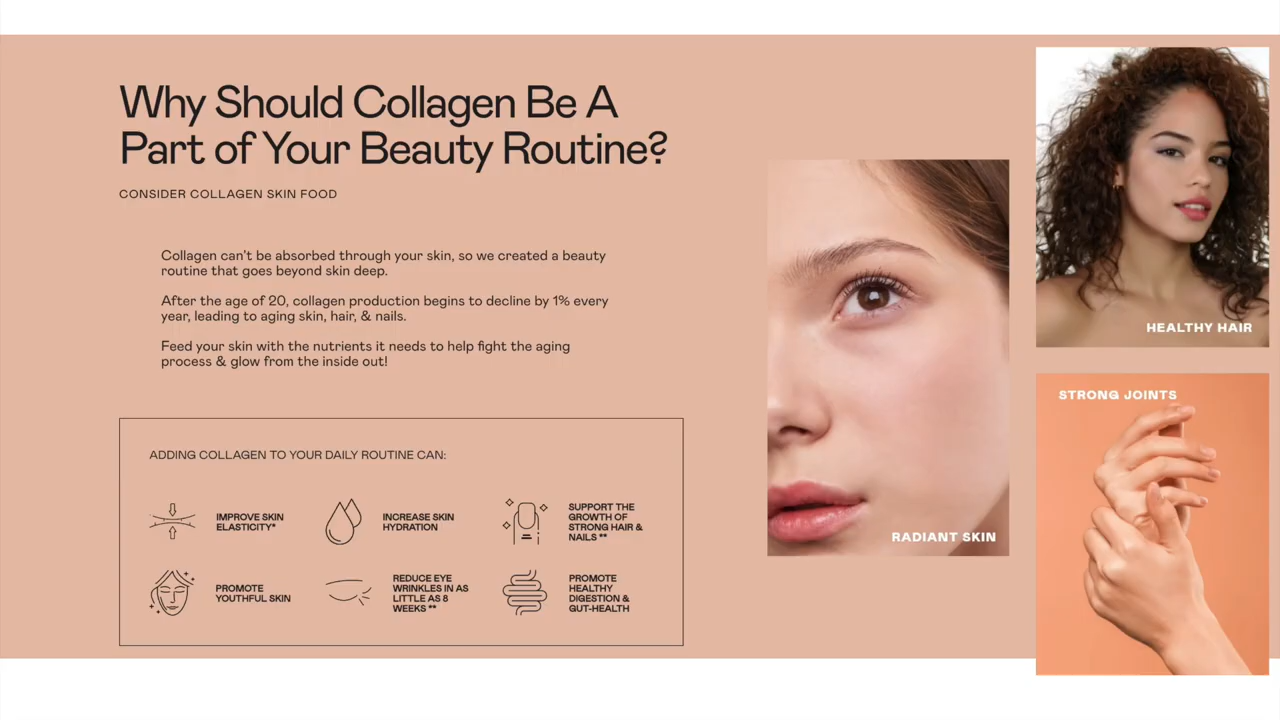 Why Should Collagen Be A
Part of Your Beauty Routine?
CONSIDER COLLAGEN SKIN FOOD
Collagen can't be absorbed through your skin, so we created a beauty
routine that goes beyond skin deep.
After the age of 20, collagen production begins to decline by 1% every
year, leading to aging skin, hair, & nails.
Feed your skin with the nutrients it needs to help fight the aging
process & glow from the inside out!
ADDING COLLAGEN TO YOUR DAILY ROUTINE CAN:
IMPROVE SKIN
ELASTICITY*
INCREASE SKIN
HYDRATION
SUPPORT THE
GROWTH OF
STRONG HAIR &
NAILS **
PROMOTE
YOUTHFUL SKIN
REDUCE EYE
WRINKLES IN AS
LITTLE AS 8
WEEKS **
PROMOTE
HEALTHY
DIGESTION &
GUT-HEALTH
RADIANT SKIN
HEALTHY HAIR
STRONG JOINTS